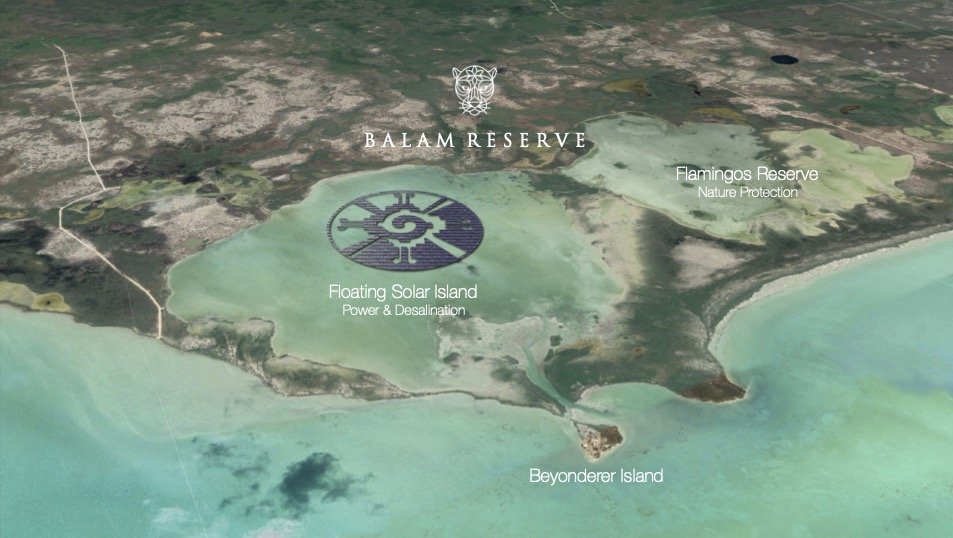 BALAM RESERVE
Flamingos Reserve
Nature Protection
Floating Solar Island
Power & Desalination
Beyonderer Island